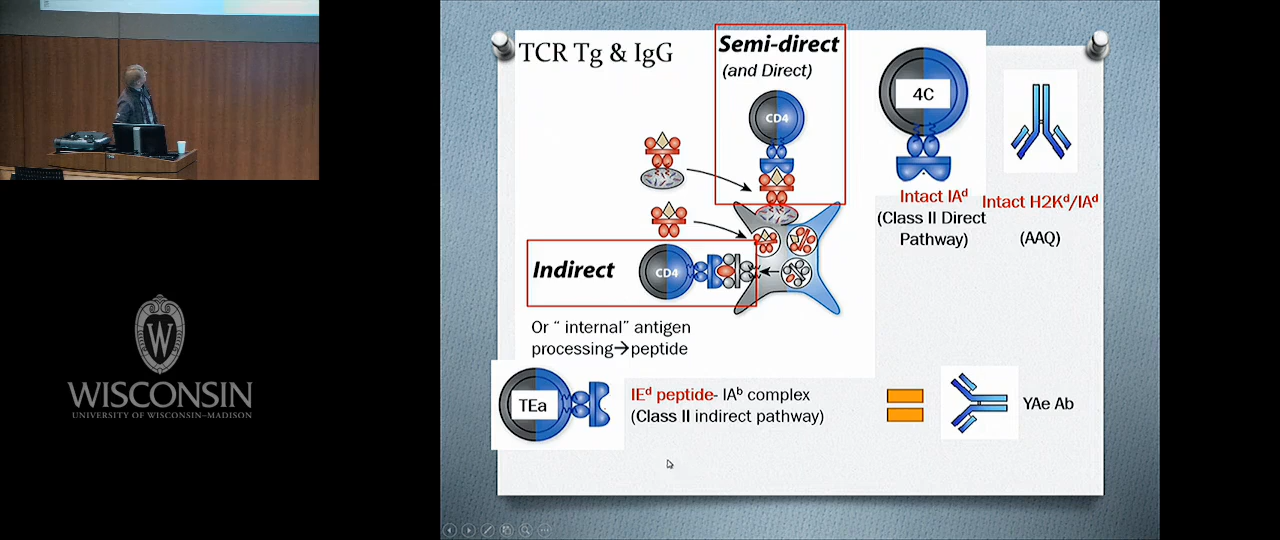 TCR Tg & IgG
Semi-direct
(and Direct)
CD4
4C
Intact IAᵈ
(Class II Direct
Pathway)
Intact H2Kᵈ/IAᵈ
(AAQ)
Indirect
CD4
Or “ internal” antigen
processing→peptide
TEa
IEᵈ peptide- IAᵇ complex
(Class II indirect pathway)
YAe Ab
W
WISCONSIN
UNIVERSITY OF WISCONSIN–MADISON